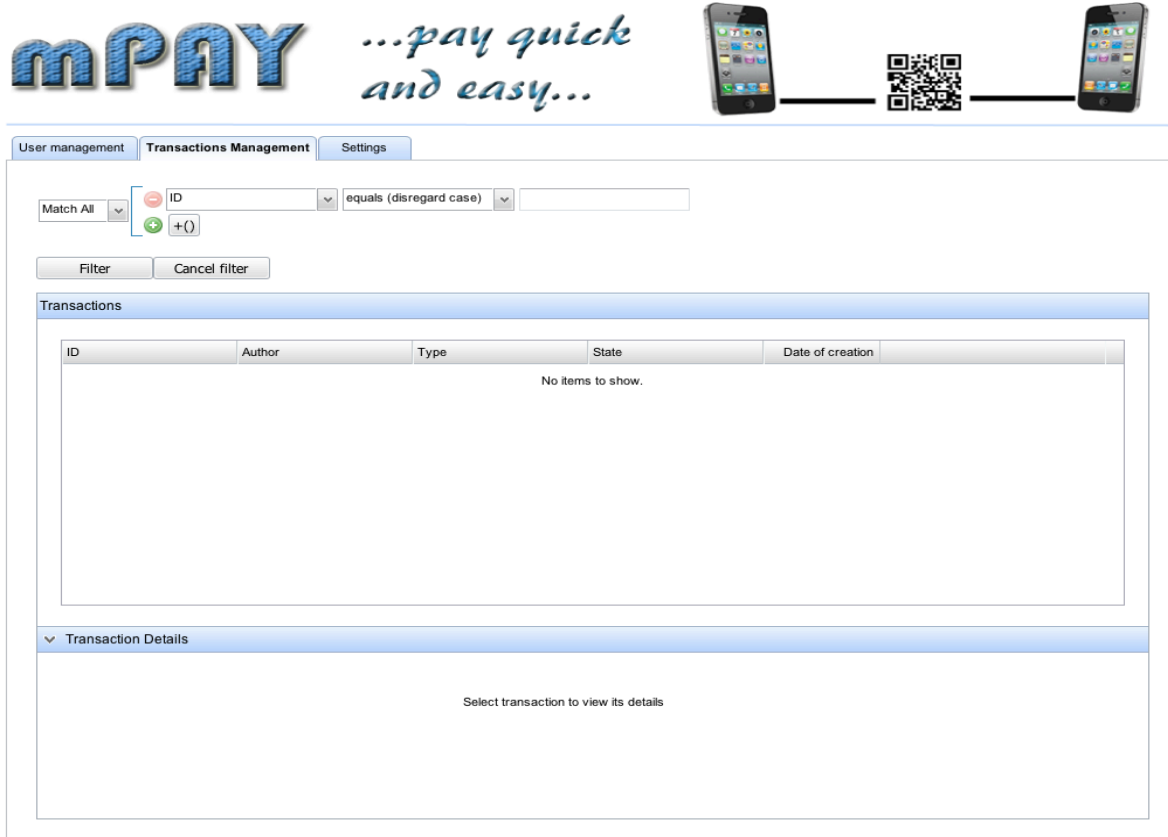 mPAY
...pay quick
and easy...
User management Transactions Management Settings
Match All ID equals (disregard case)
+()
Filter Cancel filter
Transactions
ID Author Type State Date of creation
No items to show.
Transaction Details
Select transaction to view its details